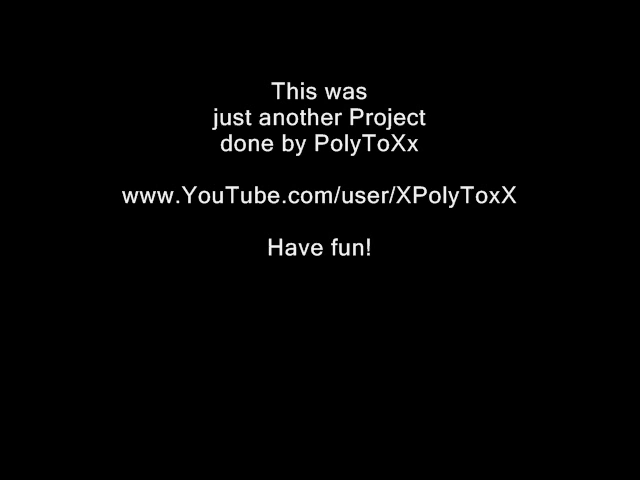 This was
just another Project
done by PolyToXx
www.YouTube.com/user/XPolyToxX
Have fun!